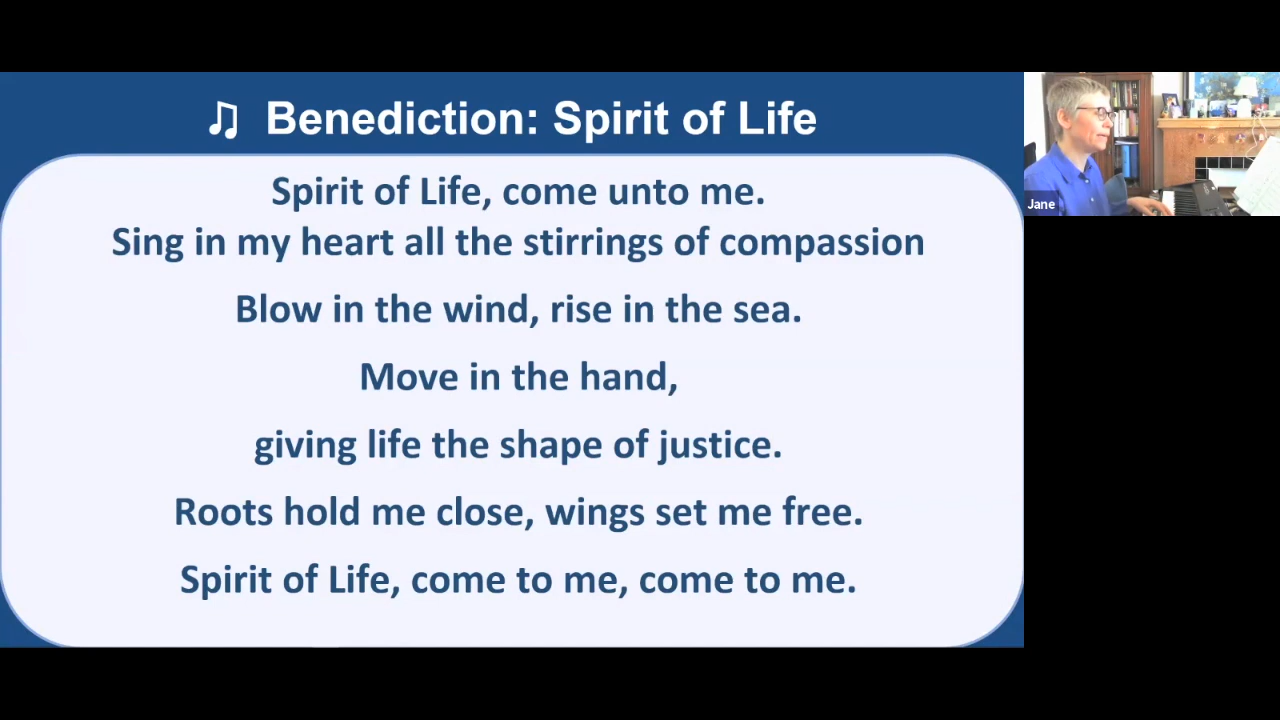 ♫ Benediction: Spirit of Life
Spirit of Life, come unto me.
Sing in my heart all the stirrings of compassion
Blow in the wind, rise in the sea.
Move in the hand,
giving life the shape of justice.
Roots hold me close, wings set me free.
Spirit of Life, come to me, come to me.
Jane